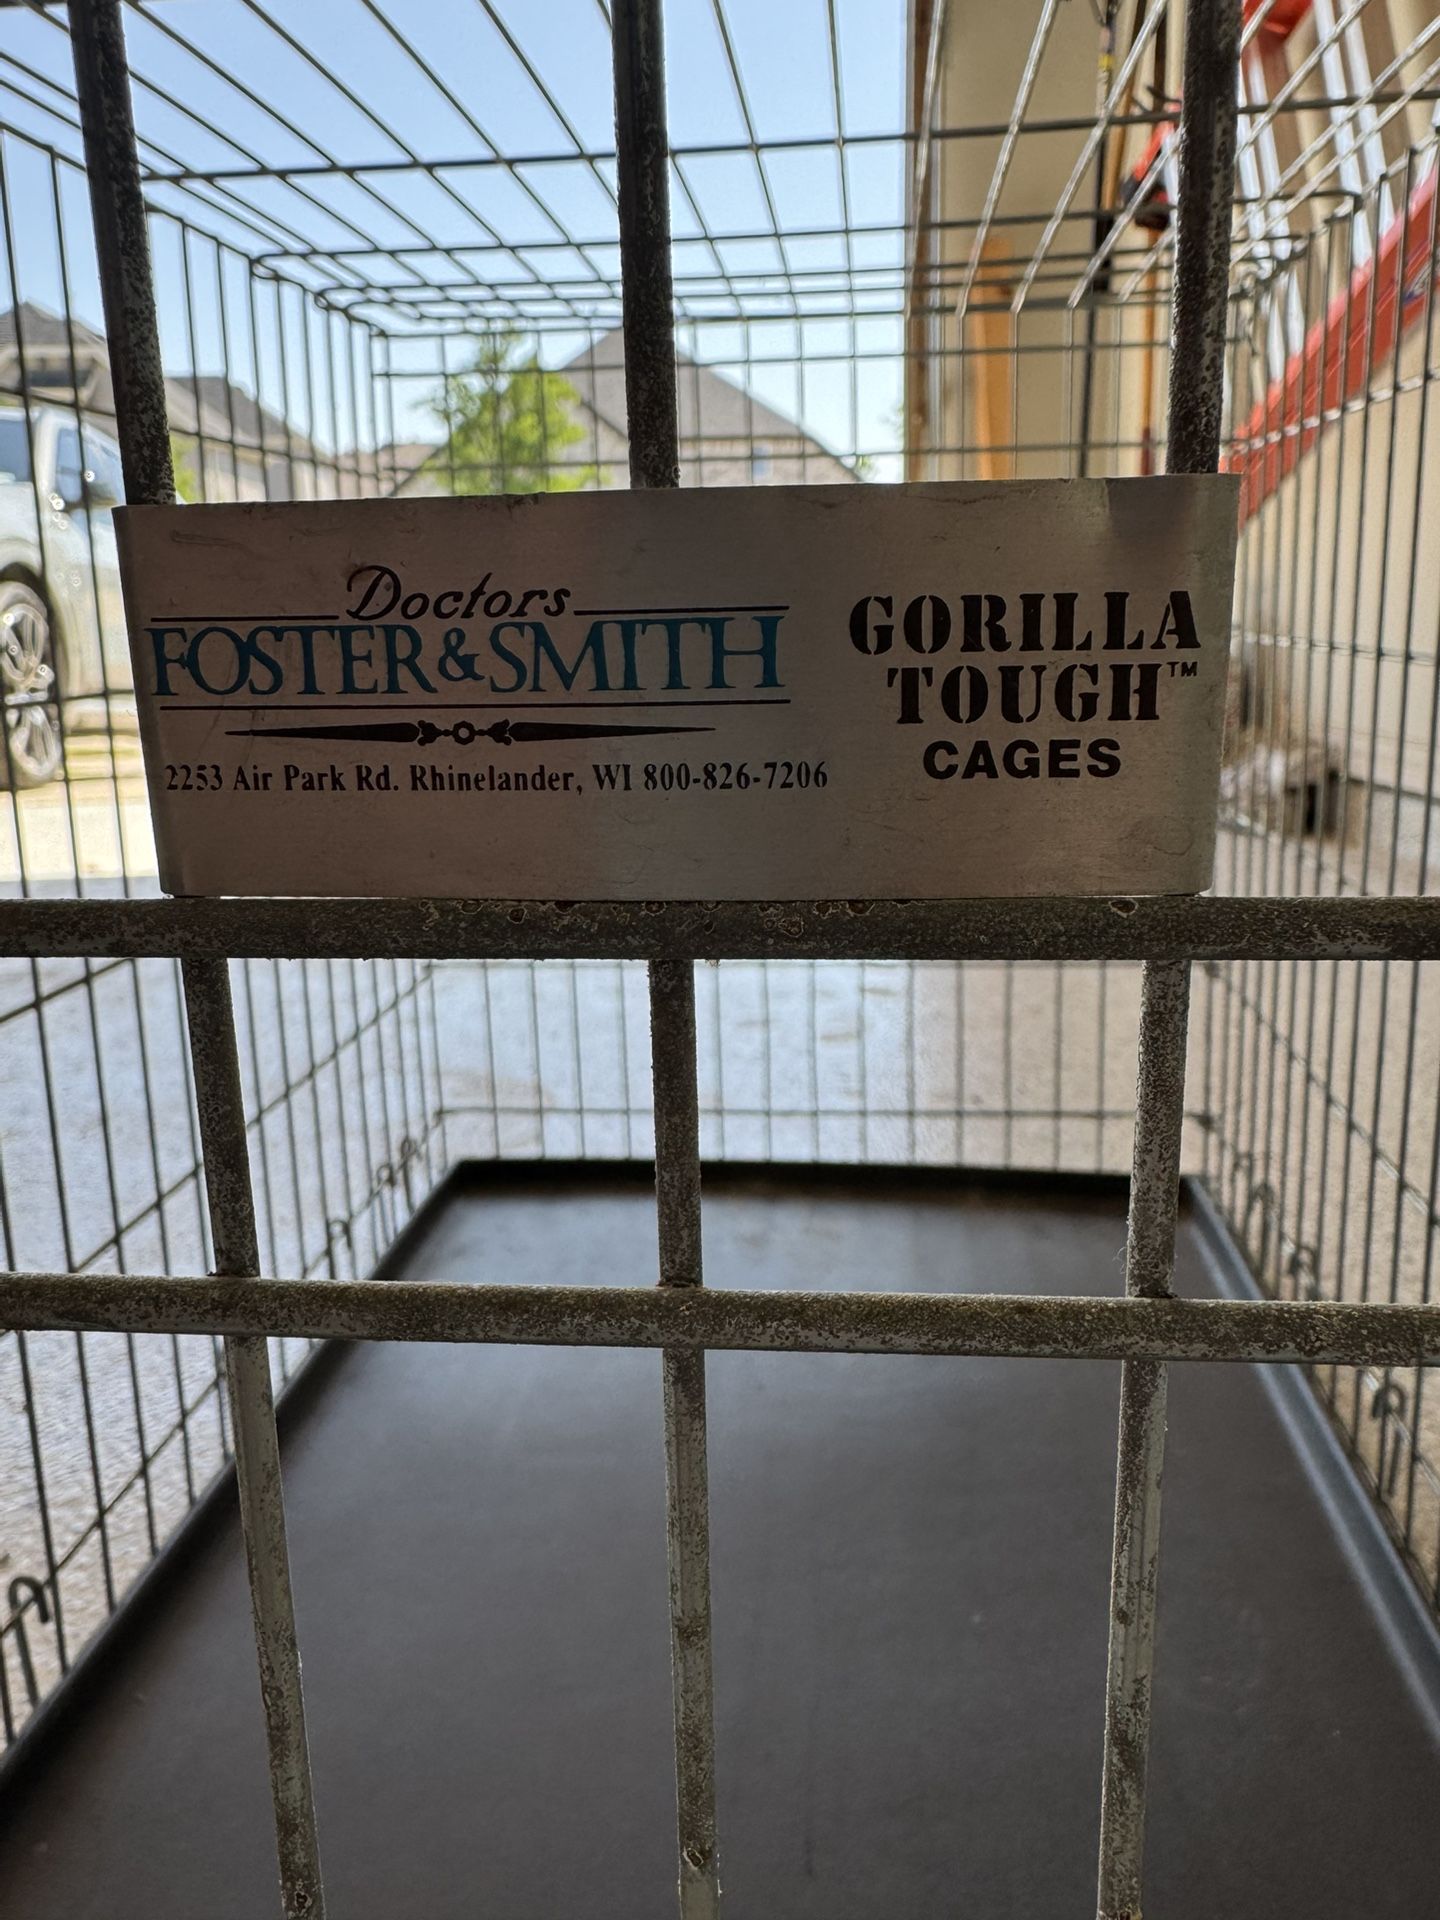 Doctors
FOSTER & SMITH
2253 Air Park Rd. Rhinelander, WI 800-826-7206
GORILLA
TOUGH™
CAGES